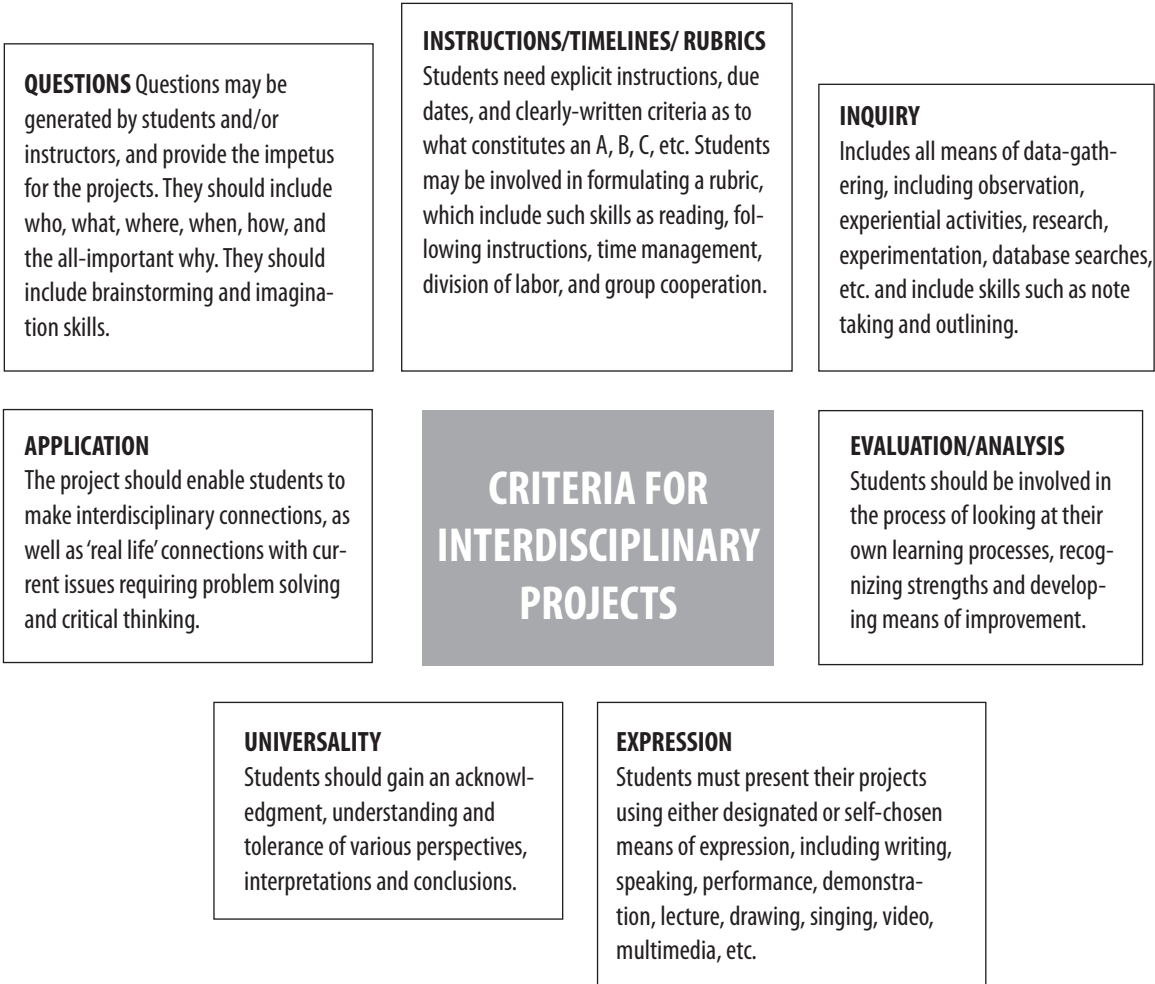 QUESTIONS Questions may be
generated by students and/or
instructors, and provide the impetus
for the projects. They should include
who, what, where, when, how, and
the all-important why. They should
include brainstorming and imagina-
tion skills.
INSTRUCTIONS/TIMELINES/ RUBRICS
Students need explicit instructions, due
dates, and clearly-written criteria as to
what constitutes an A, B, C, etc. Students
may be involved in formulating a rubric,
which include such skills as reading, fol-
lowing instructions, time management,
division of labor, and group cooperation.
INQUIRY
Includes all means of data-gath-
ering, including observation,
experiential activities, research,
experimentation, database searches,
etc. and include skills such as note
taking and outlining.
APPLICATION
The project should enable students to
make interdisciplinary connections, as
well as ‘real life’ connections with cur-
rent issues requiring problem solving
and critical thinking.
CRITERIA FOR
INTERDISCIPLINARY
PROJECTS
EVALUATION/ANALYSIS
Students should be involved in
the process of looking at their
own learning processes, recog-
nizing strengths and develop-
ing means of improvement.
UNIVERSALITY
Students should gain an acknowl-
edgment, understanding and
tolerance of various perspectives,
interpretations and conclusions.
EXPRESSION
Students must present their projects
using either designated or self-chosen
means of expression, including writing,
speaking, performance, demonstra-
tion, lecture, drawing, singing, video,
multimedia, etc.